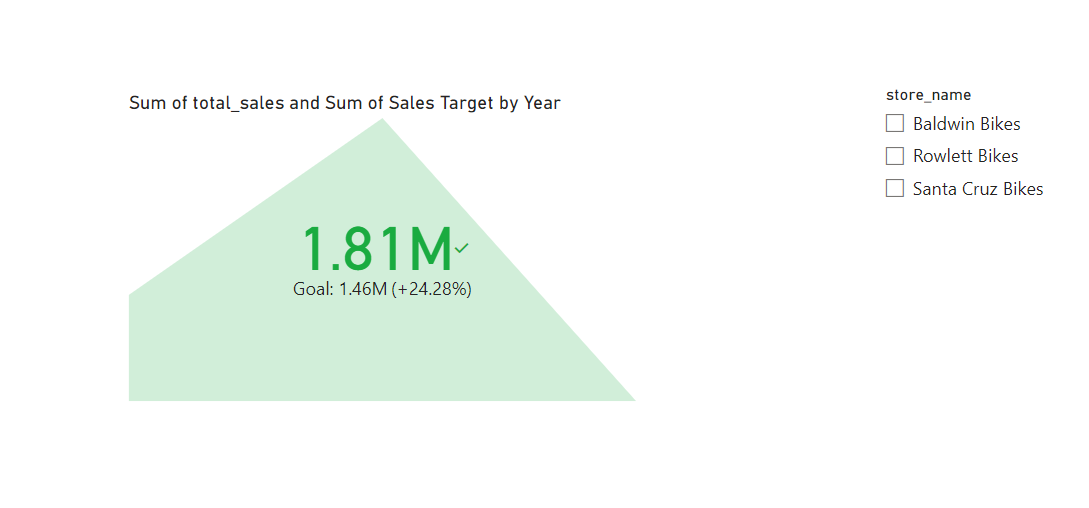 Sum of total_sales and Sum of Sales Target by Year
1.81M
Goal: 1.46M (+24.28%)
store_name
Baldwin Bikes
Rowlett Bikes
Santa Cruz Bikes